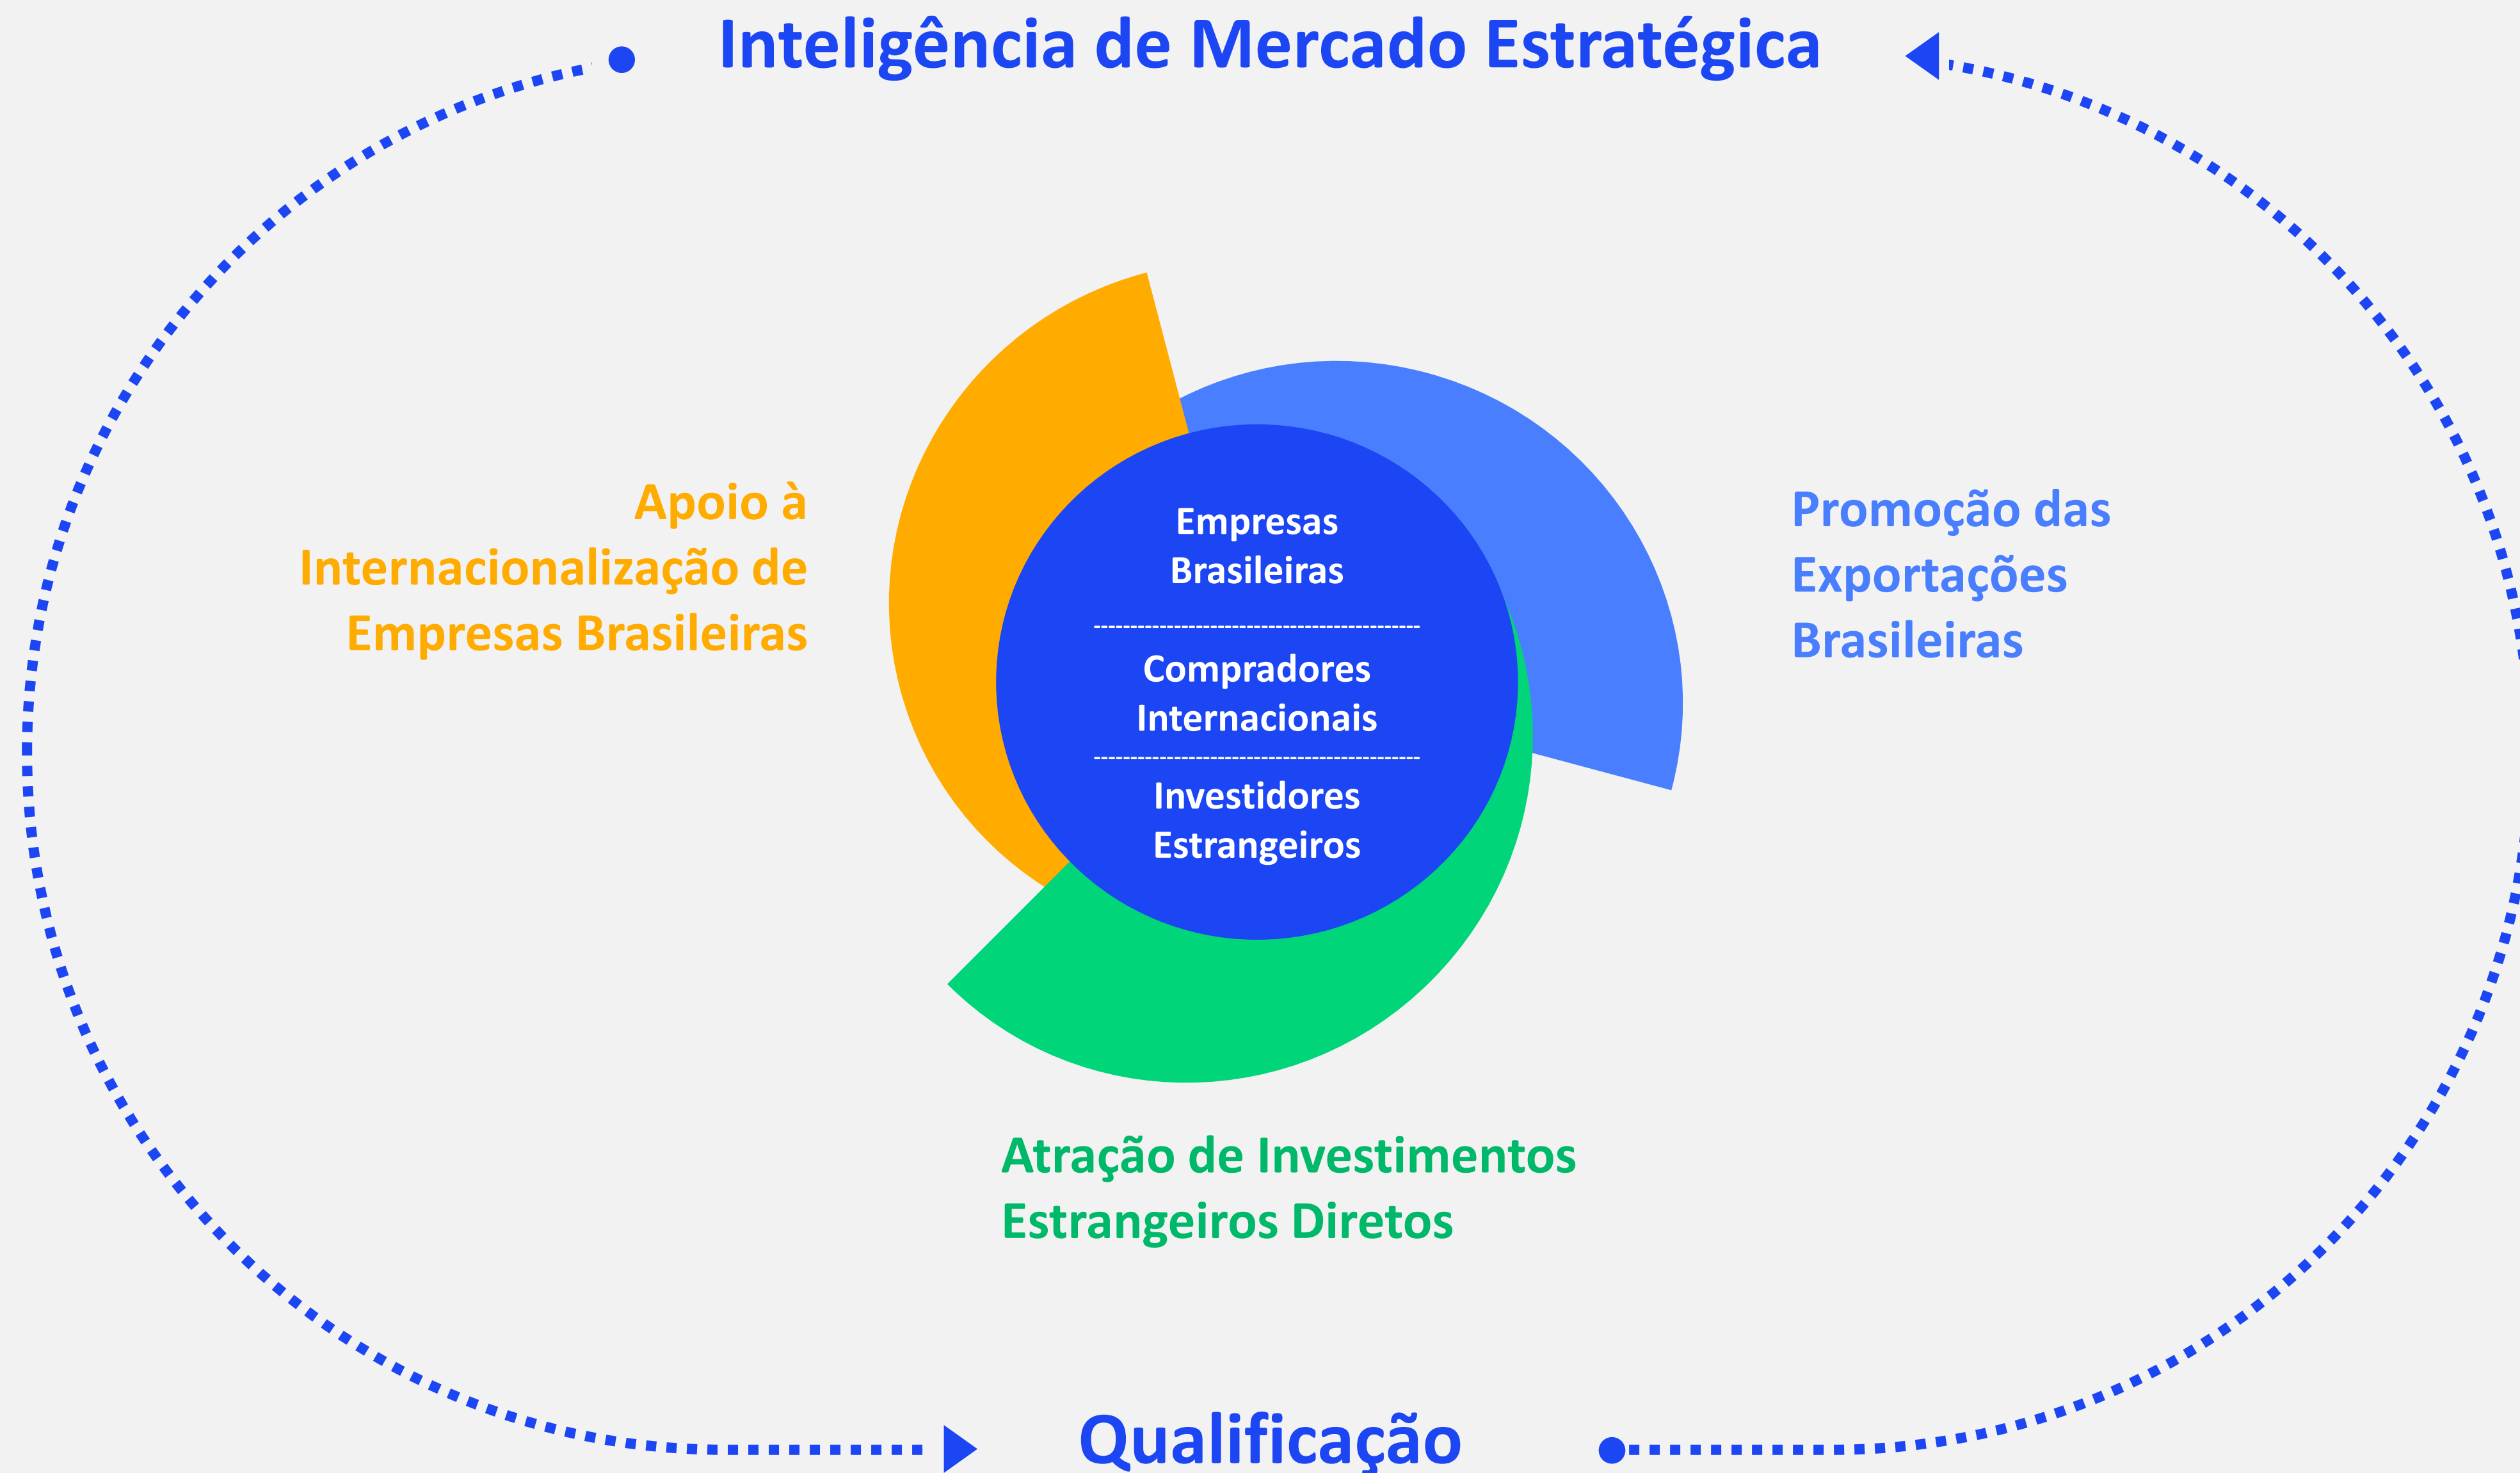 Inteligência de Mercado Estratégica
Apoio à
Internacionalização de
Empresas Brasileiras
Empresas
Brasileiras
Compradores
Internacionais
Investidores
Estrangeiros
Promoção das
Exportações
Brasileiras
Atração de Investimentos
Estrangeiros Diretos
Qualificação